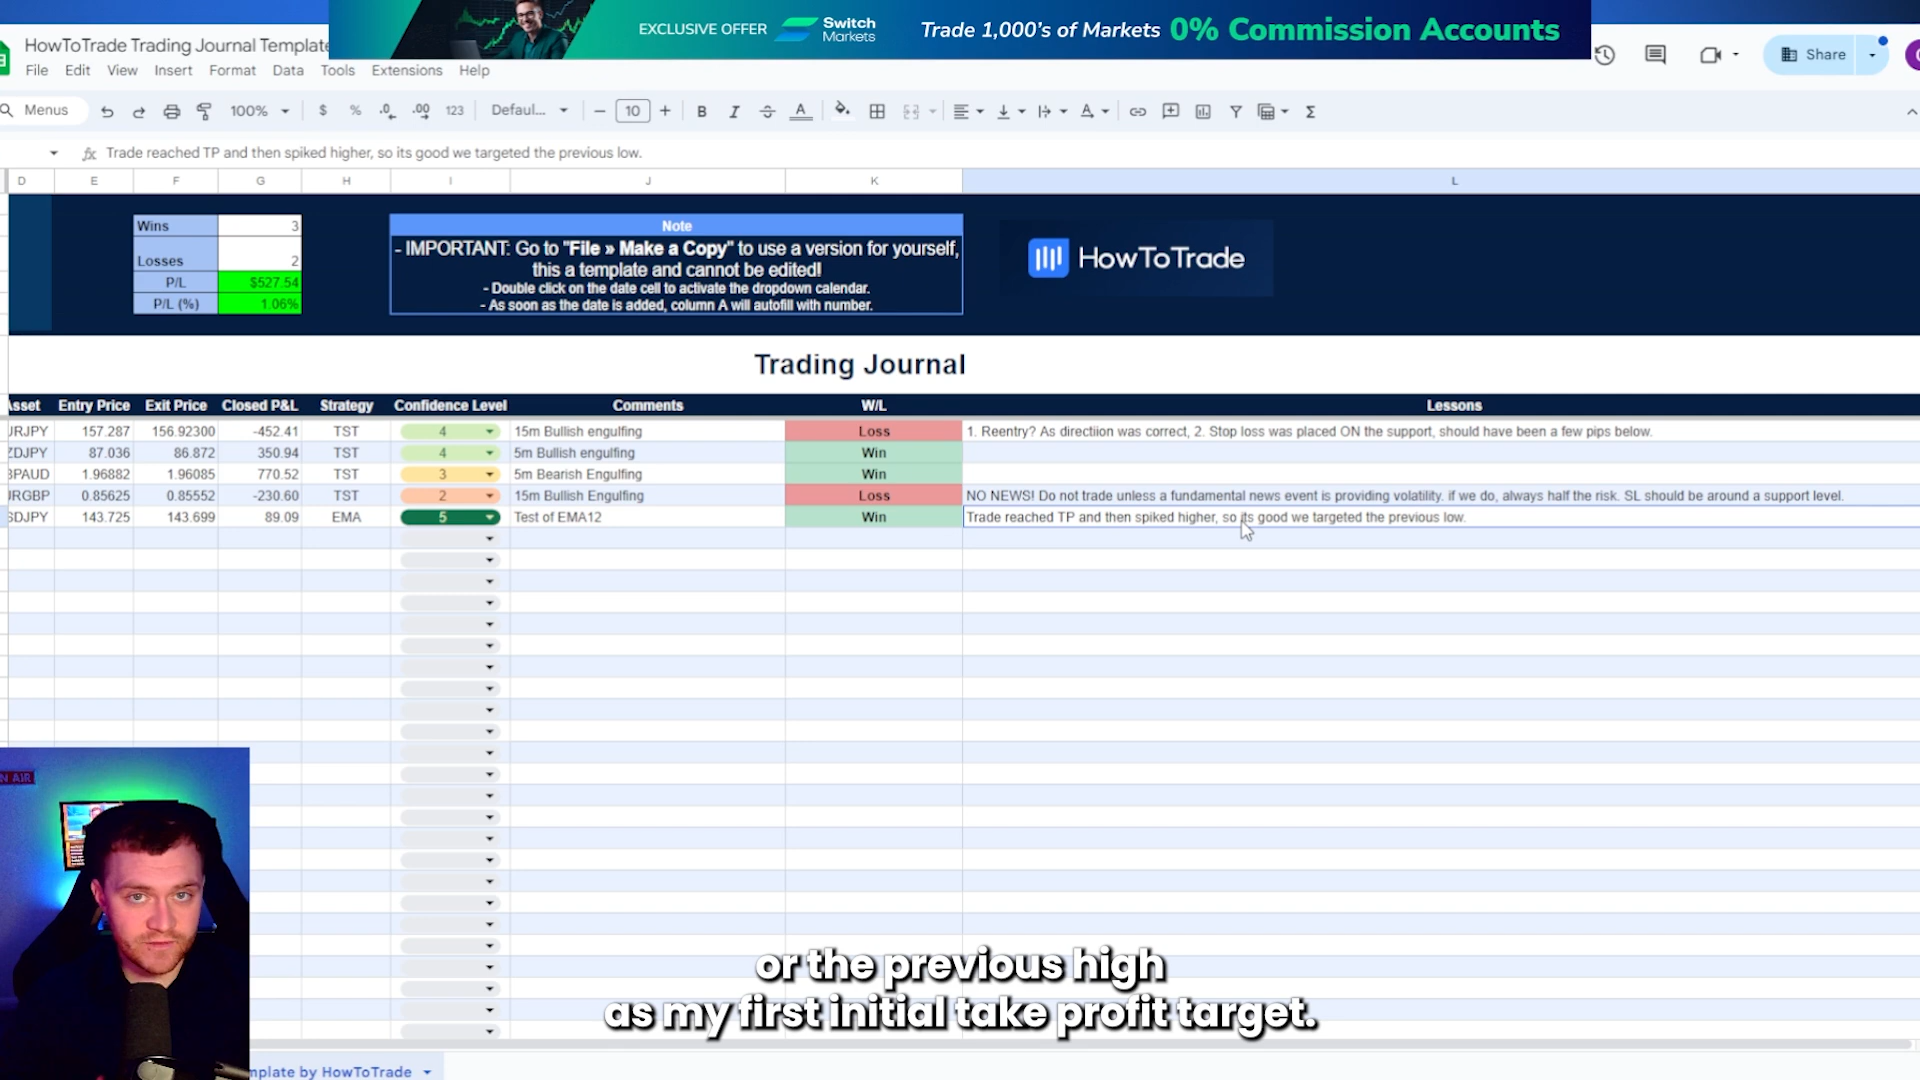 EXCLUSIVE OFFER Switch Markets Trade 1,000's of Markets 0% Commission Accounts
HowToTrade Trading Journal Template
File Edit View Insert Format Data Tools Extensions Help
Share
Menus 100% $ % .0 .00 123 Defaul... 10 B I A
fx Trade reached TP and then spiked higher, so its good we targeted the previous low.
D E F G H I J K L
Wins 3
Losses 2
P/L $527.54
P/L (%) 1.06%
Note
- IMPORTANT: Go to "File » Make a Copy" to use a version for yourself,
this a template and cannot be edited!
- Double click on the date cell to activate the dropdown calendar.
- As soon as the date is added, column A will autofill with number.
HowToTrade
Trading Journal
Asset Entry Price Exit Price Closed P&L Strategy Confidence Level Comments W/L Lessons
URJPY 157.287 156.92300 -452.41 TST 4 15m Bullish engulfing Loss 1. Reentry? As directiion was correct, 2. Stop loss was placed ON the support, should have been a few pips below.
ZDJPY 87.036 86.872 350.94 TST 4 5m Bullish engulfing Win
BPAUD 1.96882 1.96085 770.52 TST 3 5m Bearish Engulfing Win
URGBP 0.85625 0.85552 -230.60 TST 2 15m Bullish Engulfing Loss NO NEWS! Do not trade unless a fundamental news event is providing volatility. if we do, always half the risk. SL should be around a support level.
SDJPY 143.725 143.699 89.09 EMA 5 Test of EMA12 Win Trade reached TP and then spiked higher, so its good we targeted the previous low.
N AIR
or the previous high
as my first initial take profit target.
mplate by HowToTrade